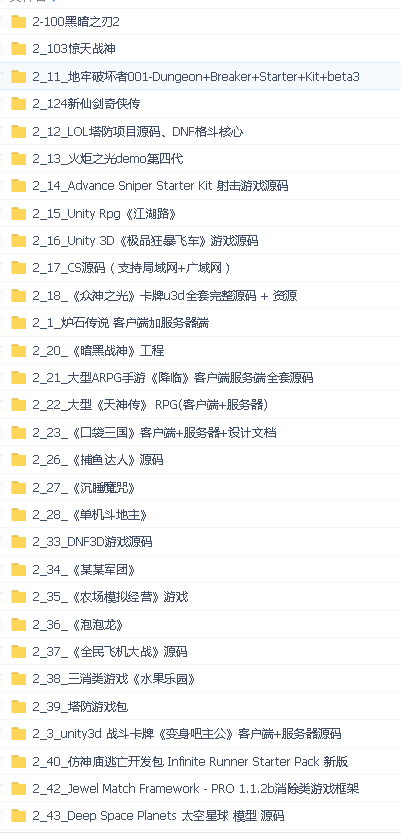 2-100黑暗之刃2
2_103惊天战神
2_11_地牢破坏者001-Dungeon+Breaker+Starter+Kit+beta3
2_124新仙剑奇侠传
2_12_LOL塔防项目源码、DNF格斗核心
2_13_火炬之光demo第四代
2_14_Advance Sniper Starter Kit 射击游戏源码
2_15_Unity Rpg《江湖路》
2_16_Unity 3D《极品狂暴飞车》游戏源码
2_17_CS源码（支持局域网+广域网）
2_18_《众神之光》卡牌u3d全套完整源码 + 资源
2_1_炉石传说 客户端加服务器端
2_20_《暗黑战神》工程
2_21_大型ARPG手游《降临》客户端服务端全套源码
2_22_大型《天神传》 RPG(客户端+服务器)
2_23_《口袋三国》客户端+服务器+设计文档
2_26_《捕鱼达人》源码
2_27_《沉睡魔咒》
2_28_《单机斗地主》
2_33_DNF3D游戏源码
2_34_《某某军团》
2_35_《农场模拟经营》游戏
2_36_《泡泡龙》
2_37_《全民飞机大战》源码
2_38_三消类游戏《水果乐园》
2_39_塔防游戏包
2_3_unity3d 战斗卡牌《变身吧主公》客户端+服务器源码
2_40_仿神庙逃亡开发包 Infinite Runner Starter Pack 新版
2_42_Jewel Match Framework - PRO 1.1.2b消除类游戏框架
2_43_Deep Space Planets 太空星球 模型 源码